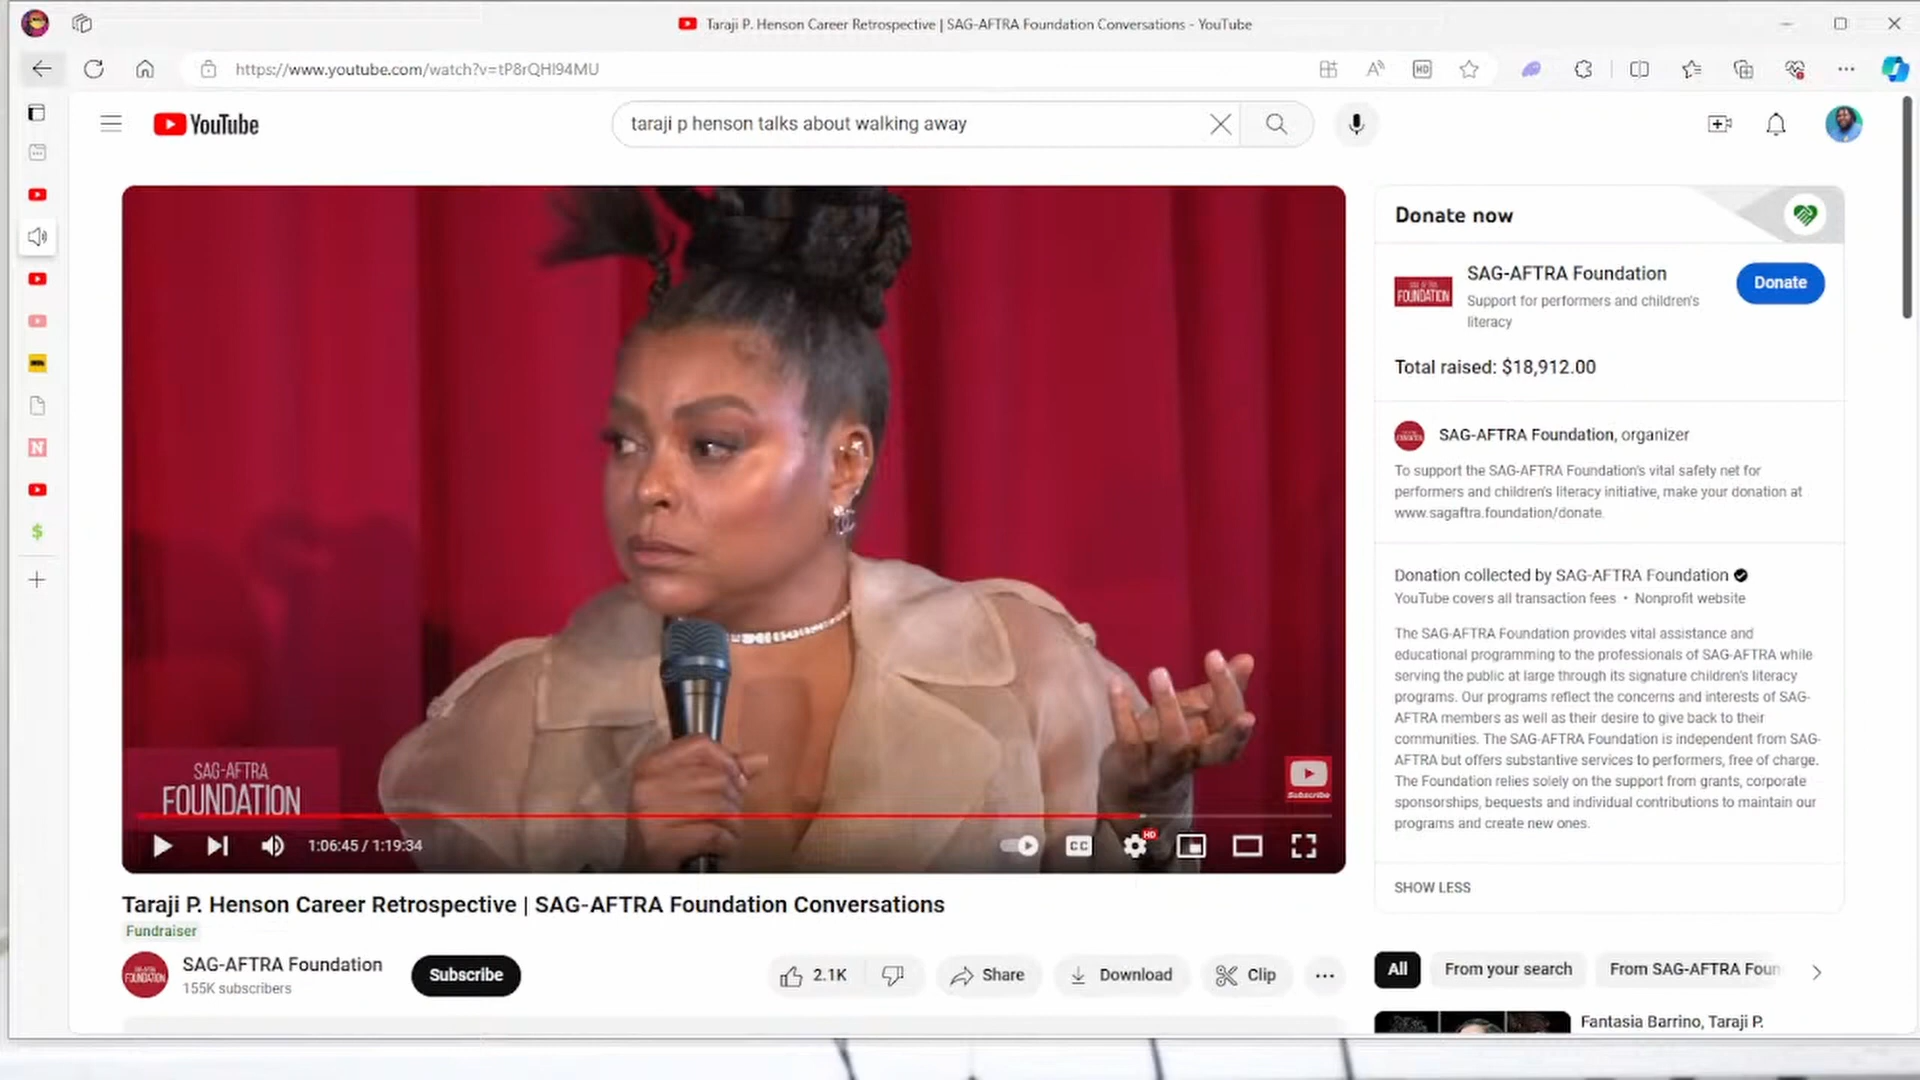 Taraji P. Henson Career Retrospective | SAG-AFTRA Foundation Conversations - YouTube
https://www.youtube.com/watch?v=tP8rQHI94MU
HD
YouTube
taraji p henson talks about walking away
SAG-AFTRA
FOUNDATION
Subscribe
1:06:45 / 1:19:34
CC
HD
Taraji P. Henson Career Retrospective | SAG-AFTRA Foundation Conversations
Fundraiser
FOUNDATION
SAG-AFTRA Foundation
155K subscribers
Subscribe
2.1K
Share
Download
Clip
Donate now
FOUNDATION
SAG-AFTRA Foundation
Support for performers and children's
literacy
Donate
Total raised: $18,912.00
SAG-AFTRA Foundation, organizer
To support the SAG-AFTRA Foundation's vital safety net for
performers and children's literacy initiative, make your donation at
www.sagaftra.foundation/donate.
Donation collected by SAG-AFTRA Foundation
YouTube covers all transaction fees • Nonprofit website
The SAG-AFTRA Foundation provides vital assistance and
educational programming to the professionals of SAG-AFTRA while
serving the public at large through its signature children's literacy
programs. Our programs reflect the concerns and interests of SAG-
AFTRA members as well as their desire to give back to their
communities. The SAG-AFTRA Foundation is independent from SAG-
AFTRA but offers substantive services to performers, free of charge.
The Foundation relies solely on the support from grants, corporate
sponsorships, bequests and individual contributions to maintain our
programs and create new ones.
SHOW LESS
All
From your search
From SAG-AFTRA Foun
Fantasia Barrino, Taraji P.